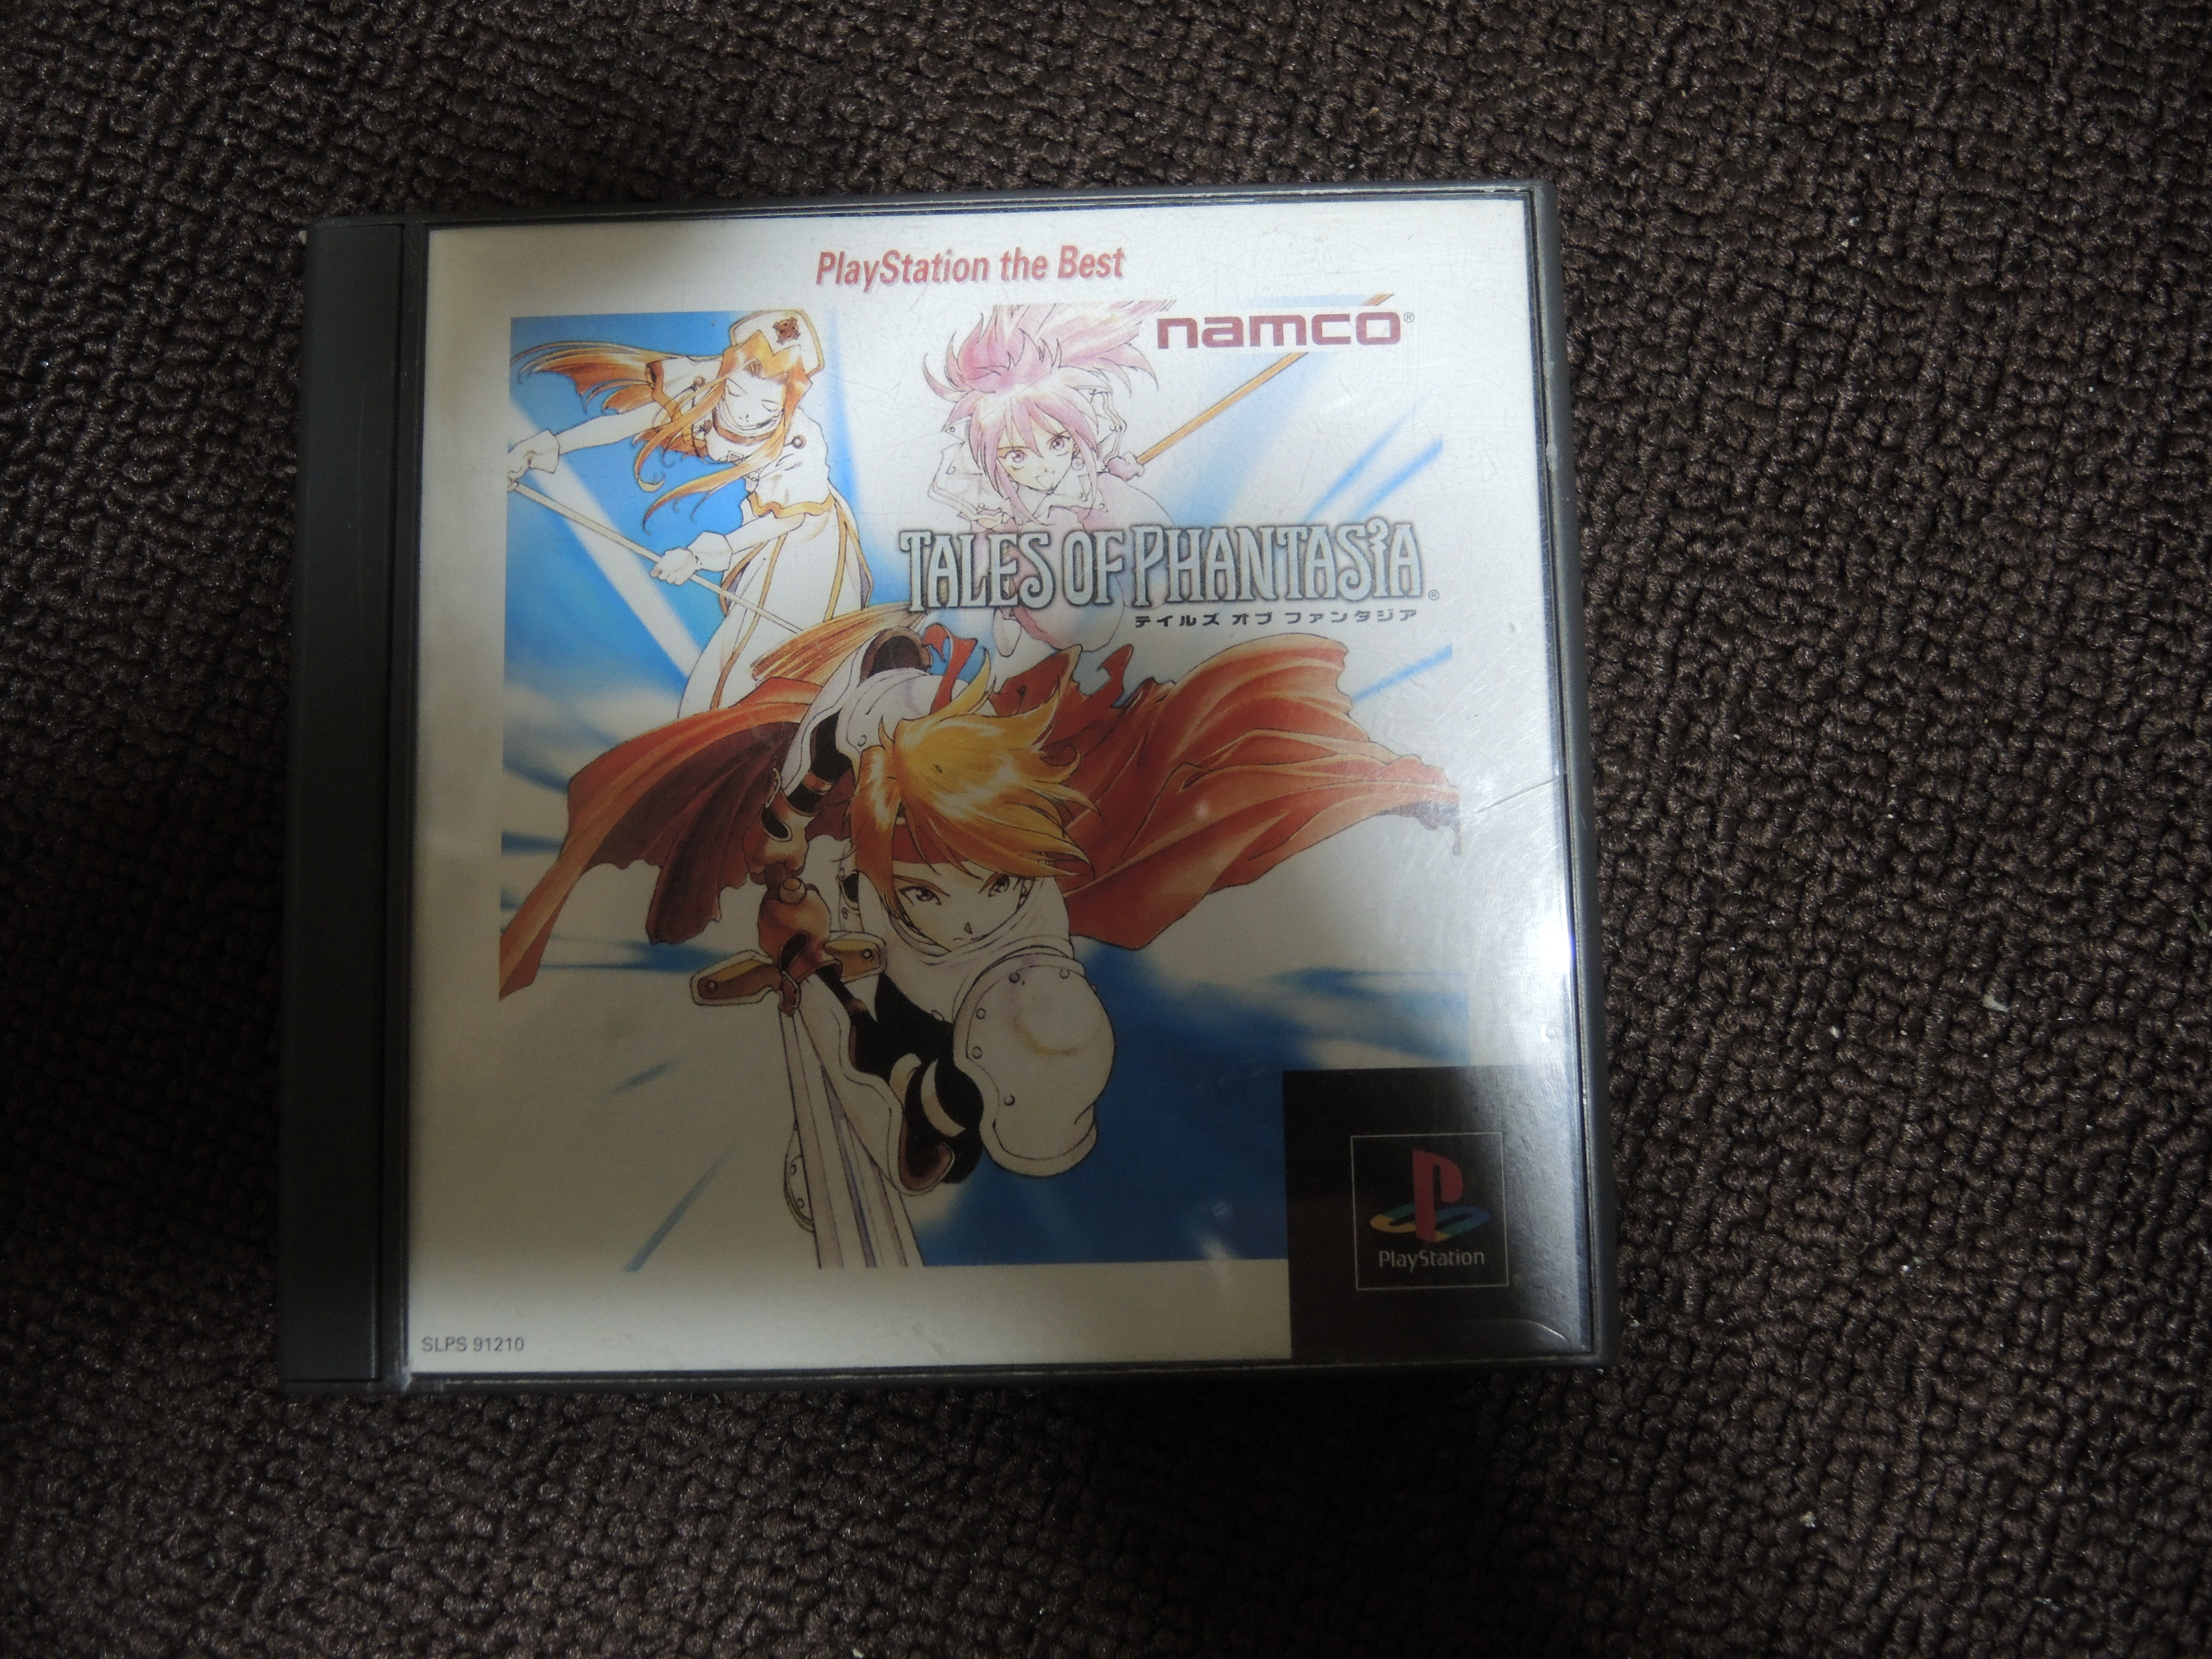 PlayStation the Best
namco®
TALES OF PHANTASIA®
テイルズ オブ ファンタジア
PlayStation
SLPS 91210